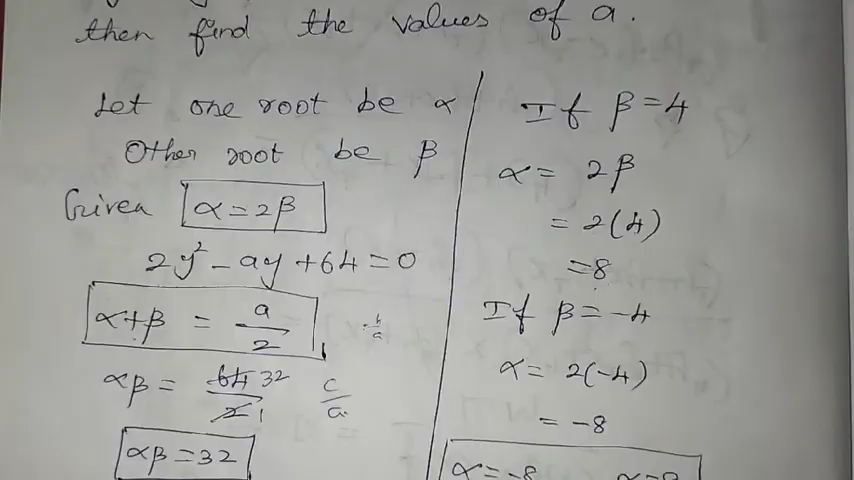 then find the values of a.
Let one root be α
Other root be β
Given α = 2β
2y² - ay + 64 = 0
α+β = a/2
-b/a
αβ = 64 32 / 2 1
c/a
αβ = 32
If β = 4
α = 2β
= 2(4)
= 8
If β = -4
α = 2(-4)
= -8
α = -8